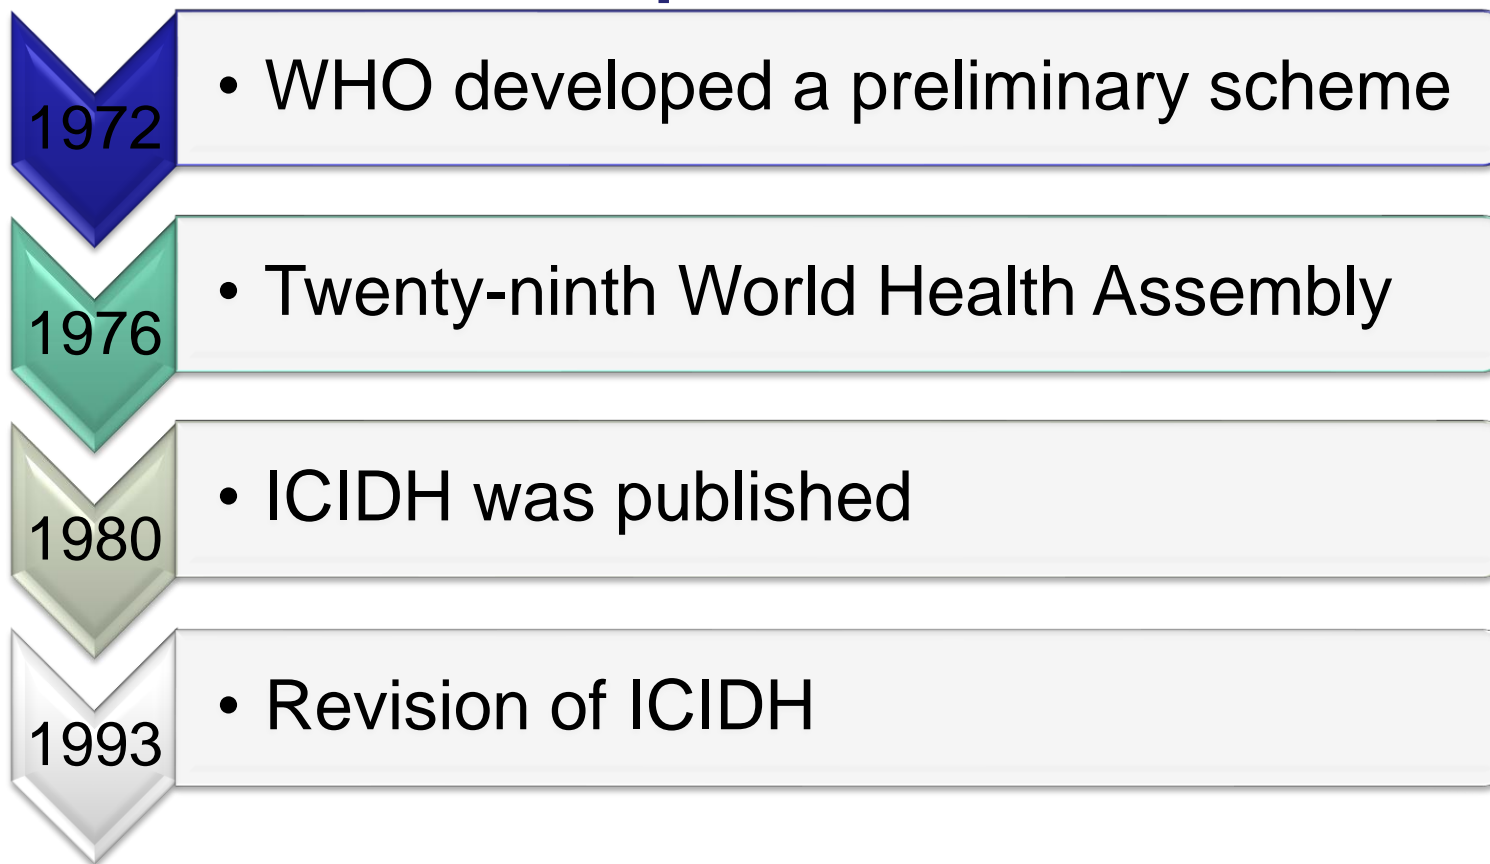 1972
• WHO developed a preliminary scheme
1976
• Twenty-ninth World Health Assembly
1980
• ICIDH was published
1993
• Revision of ICIDH